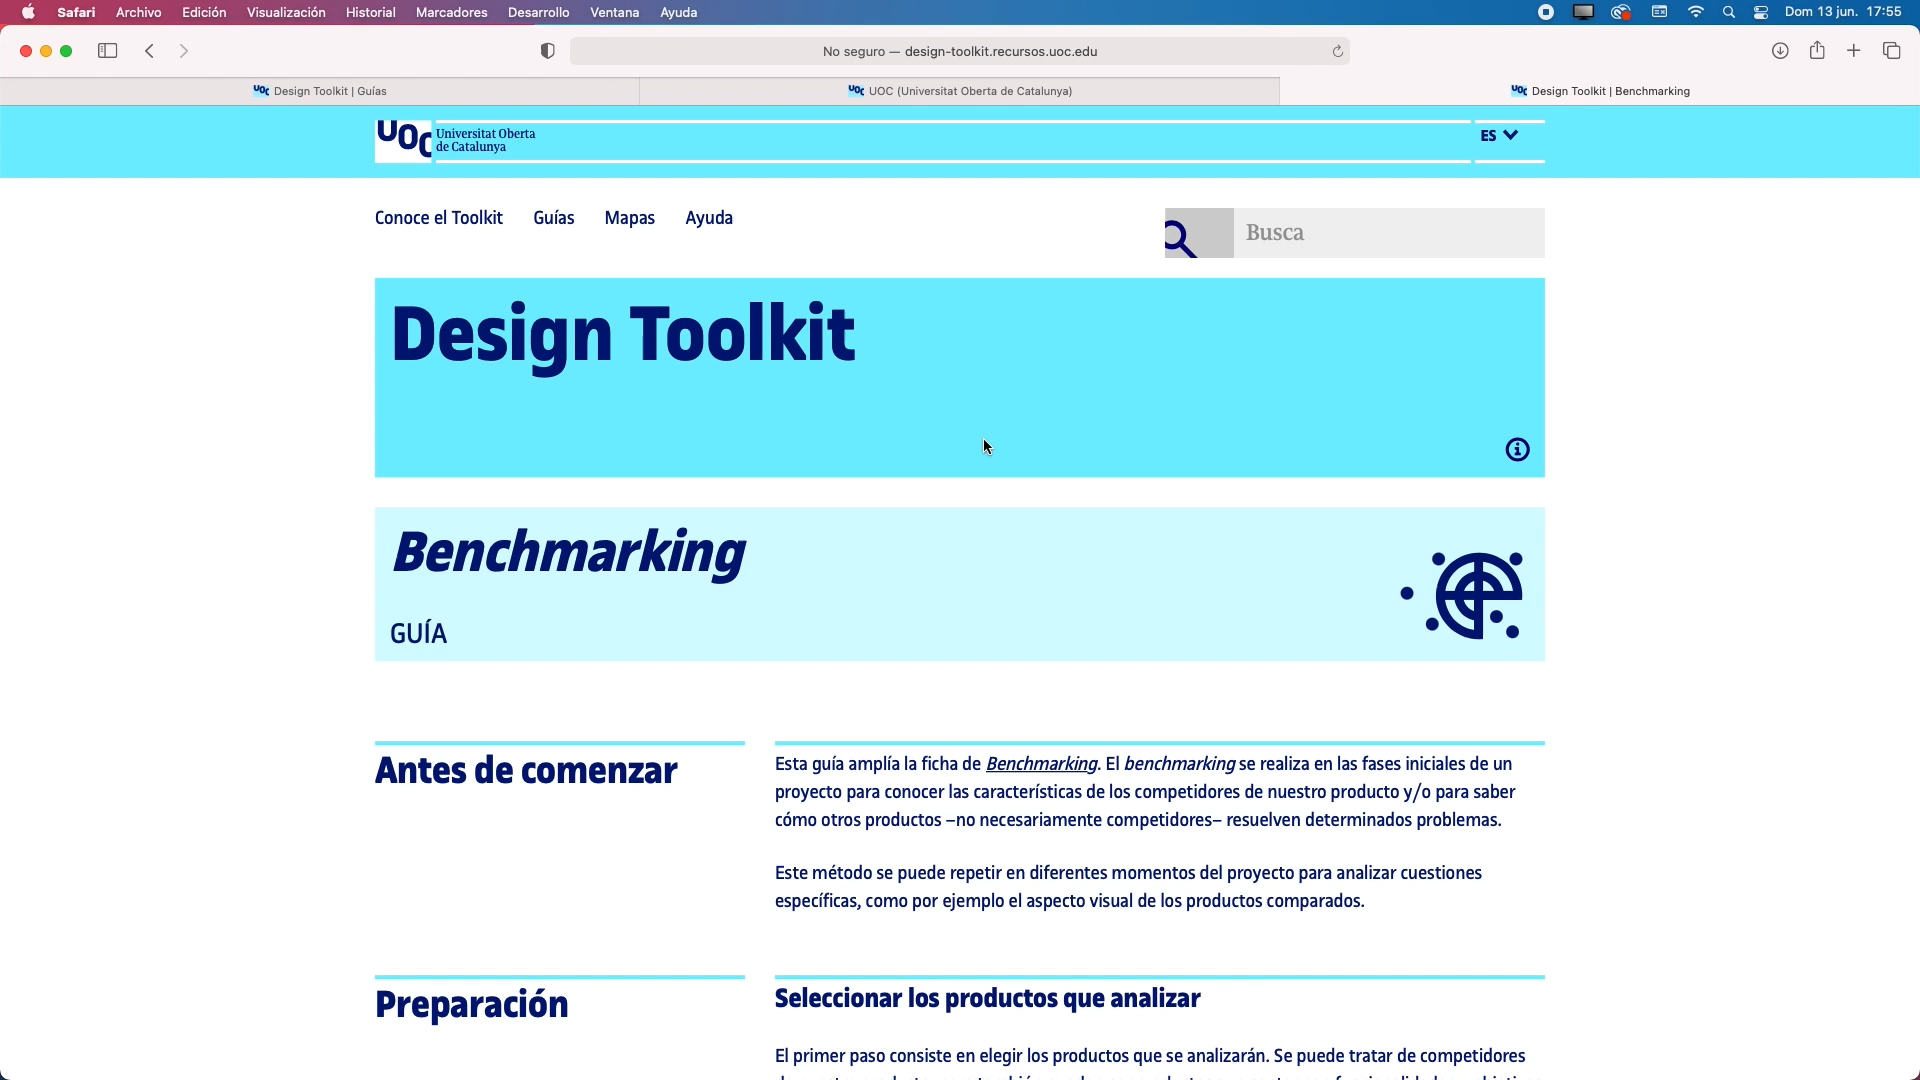 Safari Archivo Edición Visualización Historial Marcadores Desarrollo Ventana Ayuda Dom 13 jun. 17:55
No seguro — design-toolkit.recursos.uoc.edu
UOC Design Toolkit | Guías UOC UOC (Universitat Oberta de Catalunya) UOC Design Toolkit | Benchmarking
UOC Universitat Oberta
de Catalunya
ES
Conoce el Toolkit Guías Mapas Ayuda
Busca
Design Toolkit
Benchmarking
GUÍA
Antes de comenzar
Esta guía amplía la ficha de Benchmarking. El benchmarking se realiza en las fases iniciales de un
proyecto para conocer las características de los competidores de nuestro producto y/o para saber
cómo otros productos –no necesariamente competidores– resuelven determinados problemas.
Este método se puede repetir en diferentes momentos del proyecto para analizar cuestiones
específicas, como por ejemplo el aspecto visual de los productos comparados.
Preparación
Seleccionar los productos que analizar
El primer paso consiste en elegir los productos que se analizarán. Se puede tratar de competidores